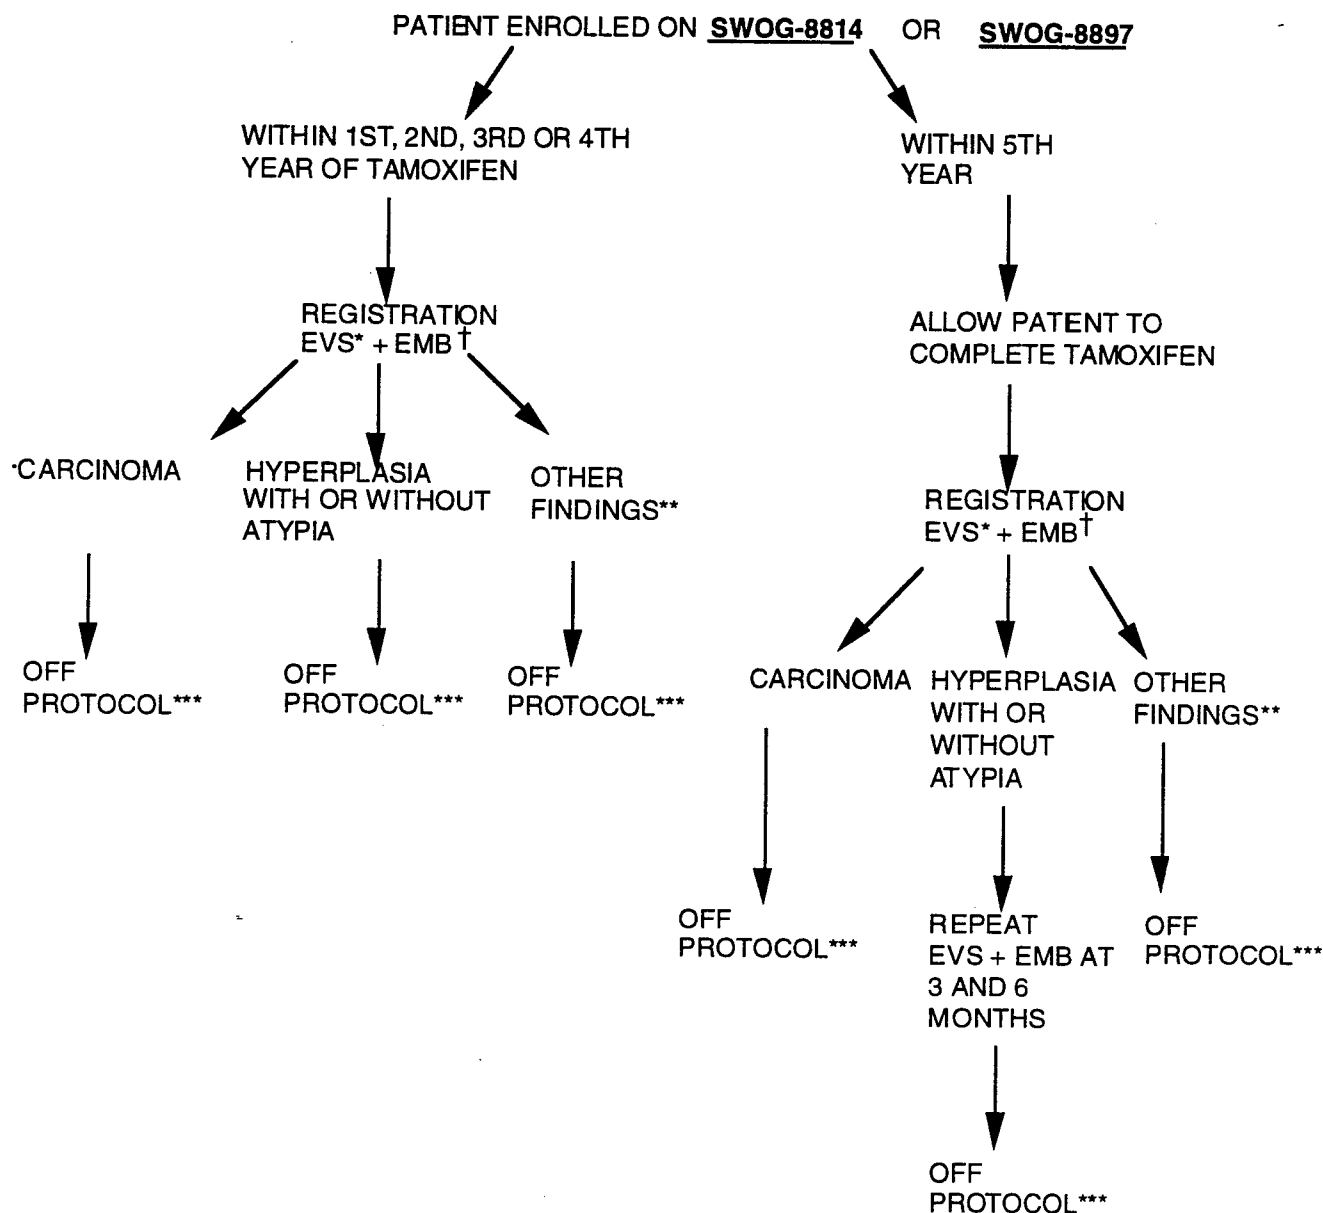 PATIENT ENROLLED ON SWOG-8814 OR SWOG-8897
WITHIN 1ST, 2ND, 3RD OR 4TH
YEAR OF TAMOXIFEN
WITHIN 5TH
YEAR
REGISTRATION
EVS* + EMB†
ALLOW PATENT TO
COMPLETE TAMOXIFEN
CARCINOMA
HYPERPLASIA
WITH OR WITHOUT
ATYPIA
OTHER
FINDINGS**
REGISTRATION
EVS* + EMB†
OFF
PROTOCOL***
OFF
PROTOCOL***
OFF
PROTOCOL***
CARCINOMA
HYPERPLASIA
WITH OR
WITHOUT
ATYPIA
OTHER
FINDINGS**
OFF
PROTOCOL***
REPEAT
EVS + EMB AT
3 AND 6
MONTHS
OFF
PROTOCOL***
OFF
PROTOCOL***